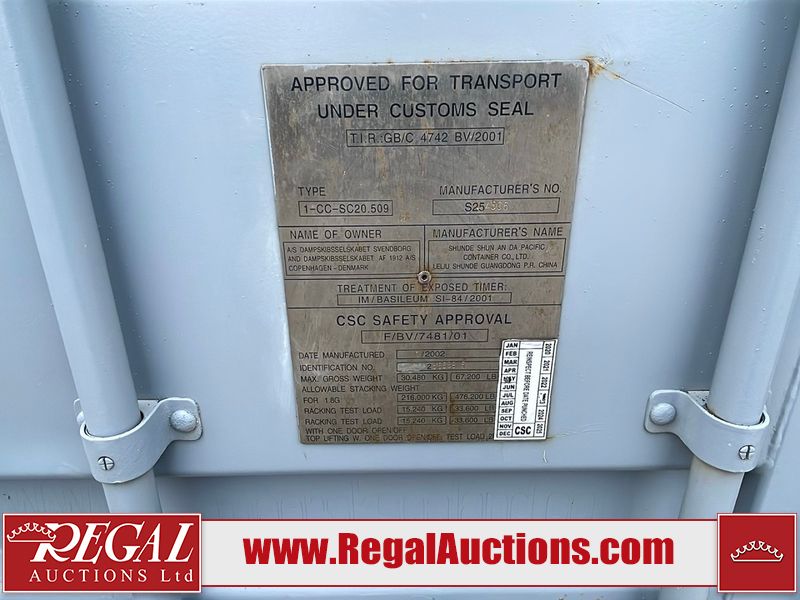 APPROVED FOR TRANSPORT
UNDER CUSTOMS SEAL
T.I.R.:GB/C 4742 BV/2001
TYPE
MANUFACTURER'S NO.
1-CC-SC20.509
NAME OF OWNER
MANUFACTURER'S NAME
A/S DAMPSKIBSSELSKABET SVENDBORG
AND DAMPSKIBSSELSKABET AF 1912 A/S
COPENHAGEN - DENMARK
SHUNDE SHUN AN DA PACIFIC
CONTAINER CO., LTD.
LELIU SHUNDE GUANGDONG P.R. CHINA
TREATMENT OF EXPOSED TIMER:
IM/BASILEUM SI-84/2001
CSC SAFETY APPROVAL
F/BV/7481/01
DATE MANUFACTURED /2002
IDENTIFICATION NO.
MAX. GROSS WEIGHT 30.480 KG 67.200 LB
ALLOWABLE STACKING WEIGHT
FOR 1.8G 216.000 KG 476.200 LB
RACKING TEST LOAD 15.240 KG 33.600 LB
RACKING TEST LOAD 15.240 KG 33.600 LB
WITH ONE DOOR OPEN/OFF
TOP LIFTING W. ONE DOOR OPEN/OFF, TEST LOAD
JAN
FEB
MAR
APR
MAY
JUN
JUL
AUG
SEP
OCT
NOV
DEC
REINSPECT BEFORE DATE PUNCHED
2020 2021 2022 2024 2025
CSC
REGAL
AUCTIONS Ltd
www.RegalAuctions.com